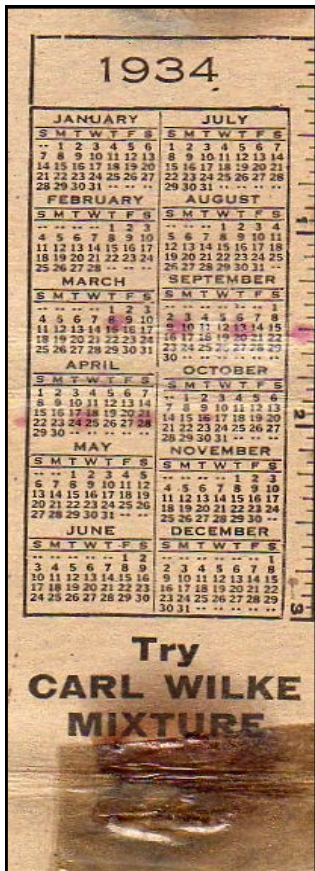 1934
JANUARY
S M T W T F S
·· 1 2 3 4 5 6
7 8 9 10 11 12 13
14 15 16 17 18 19 20
21 22 23 24 25 26 27
28 29 30 31 ·· ·· ··
FEBRUARY
S M T W T F S
·· ·· ·· ·· 1 2 3
4 5 6 7 8 9 10
11 12 13 14 15 16 17
18 19 20 21 22 23 24
25 26 27 28 ·· ·· ··
MARCH
S M T W T F S
·· ·· ·· ·· 1 2 3
4 5 6 7 8 9 10
11 12 13 14 15 16 17
18 19 20 21 22 23 24
25 26 27 28 29 30 31
APRIL
S M T W T F S
1 2 3 4 5 6 7
8 9 10 11 12 13 14
15 16 17 18 19 20 21
22 23 24 25 26 27 28
29 30 ·· ·· ·· ·· ··
MAY
S M T W T F S
·· ·· 1 2 3 4 5
6 7 8 9 10 11 12
13 14 15 16 17 18 19
20 21 22 23 24 25 26
27 28 29 30 31 ·· ··
JUNE
S M T W T F S
·· ·· ·· ·· ·· 1 2
3 4 5 6 7 8 9
10 11 12 13 14 15 16
17 18 19 20 21 22 23
24 25 26 27 28 29 30
JULY
S M T W T F S
1 2 3 4 5 6 7
8 9 10 11 12 13 14
15 16 17 18 19 20 21
22 23 24 25 26 27 28
29 30 31 ·· ·· ·· ··
AUGUST
S M T W T F S
·· ·· ·· 1 2 3 4
5 6 7 8 9 10 11
12 13 14 15 16 17 18
19 20 21 22 23 24 25
26 27 28 29 30 31 ··
SEPTEMBER
S M T W T F S
·· ·· ·· ·· ·· ·· 1
2 3 4 5 6 7 8
9 10 11 12 13 14 15
16 17 18 19 20 21 22
23 24 25 26 27 28 29
30 ·· ·· ·· ·· ·· ··
OCTOBER
S M T W T F S
·· 1 2 3 4 5 6
7 8 9 10 11 12 13
14 15 16 17 18 19 20
21 22 23 24 25 26 27
28 29 30 31 ·· ·· ··
NOVEMBER
S M T W T F S
·· ·· ·· ·· 1 2 3
4 5 6 7 8 9 10
11 12 13 14 15 16 17
18 19 20 21 22 23 24
25 26 27 28 29 30 ··
DECEMBER
S M T W T F S
·· ·· ·· ·· ·· ·· 1
2 3 4 5 6 7 8
9 10 11 12 13 14 15
16 17 18 19 20 21 22
23 24 25 26 27 28 29
30 31 ·· ·· ·· ·· ··
1
2
3
Try
CARL WILKE
MIXTURE